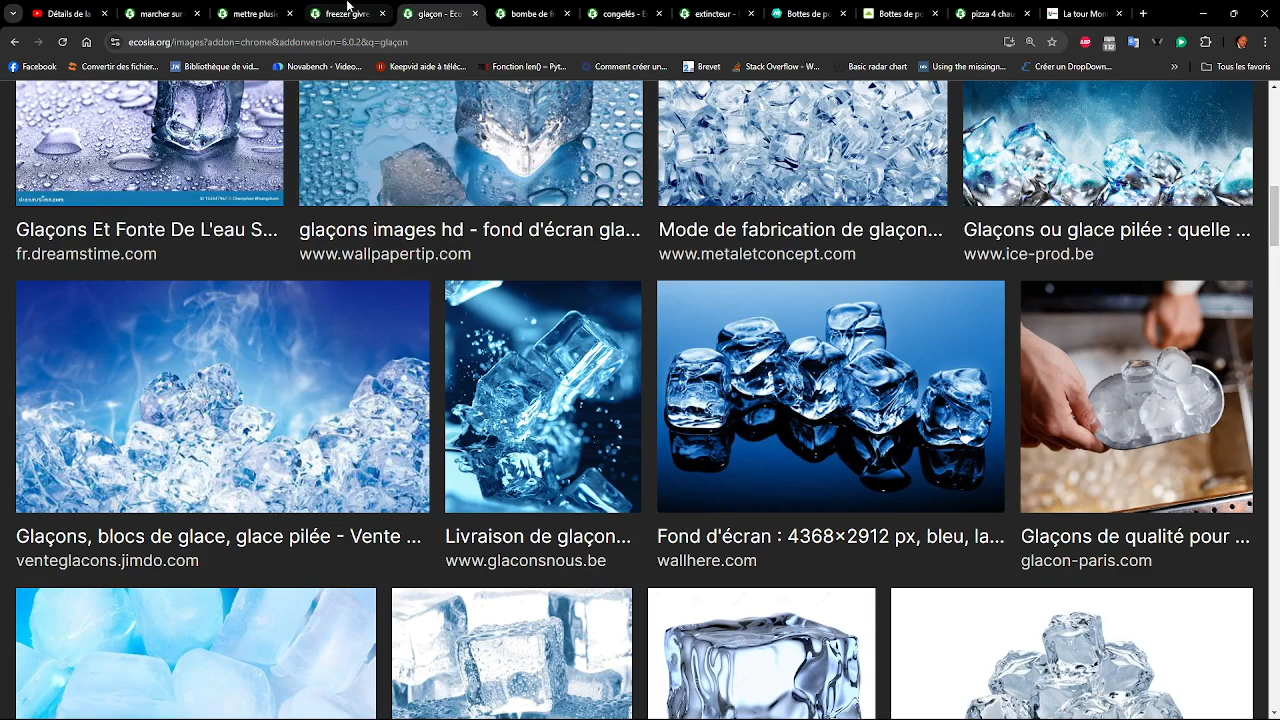 Détails de la
marcher sur
mettre plusie
freezer givre
glaçon - Eco
bombe de fr
congelés - E
extincteur -
Bottes de po
Bottes de po
pizza 4 chau
La tour Mon
ecosia.org/images?addon=chrome&addonversion=6.0.2&q=glaçon
Facebook
Convertir des fichier...
Bibliothèque de vid...
Novabench - Video...
Keepvid aide à téléc...
Fonction len() – Pyt...
Comment créer un...
Brevet
Stack Overflow - W...
Basic radar chart
Using the missingn...
Créer un DropDown...
Tous les favoris
dreamstime.com
Glaçons Et Fonte De L'eau S...
fr.dreamstime.com
glaçons images hd - fond d'écran gla...
www.wallpapertip.com
Mode de fabrication de glaçon...
www.metaletconcept.com
Glaçons ou glace pilée : quelle ...
www.ice-prod.be
Glaçons, blocs de glace, glace pilée - Vente ...
venteglacons.jimdo.com
Livraison de glaçon...
www.glaconsnous.be
Fond d'écran : 4368×2912 px, bleu, la...
wallhere.com
Glaçons de qualité pour ...
glacon-paris.com